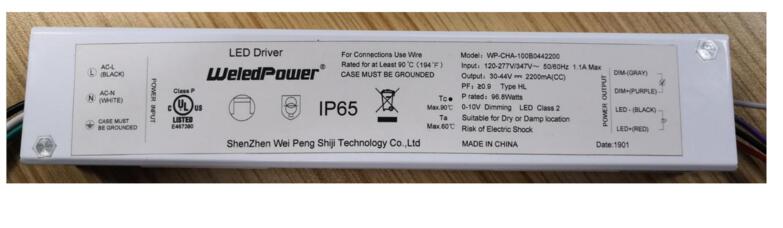 AC-L
(BLACK)
AC-N
(WHITE)
CASE MUST
BE GROUNDED
POWER INPUT
LED Driver
WeledPower®
Class P
UL US
LISTED
E467380
IP65
ShenZhen Wei Peng Shiji Technology Co.,Ltd
For Connections Use Wire
Rated for at Least 90℃ (194℉)
CASE MUST BE GROUNDED
Tc
Max.90℃
Ta
Max.60℃
Model: WP-CHA-100B0442200
Input: 120-277V/347V~ 50/60Hz 1.1A Max
Output: 30-44V⎓ 2200mA(CC)
PF: ≥0.9 Type HL
P rated: 96.8Watts
0-10V Dimming LED Class 2
Suitable for Dry or Damp location
Risk of Electric Shock
MADE IN CHINA
Date:1901
POWER OUTPUT
DIM-(GRAY)
DIM+(PURPLE)
LED - (BLACK)
LED+(RED)